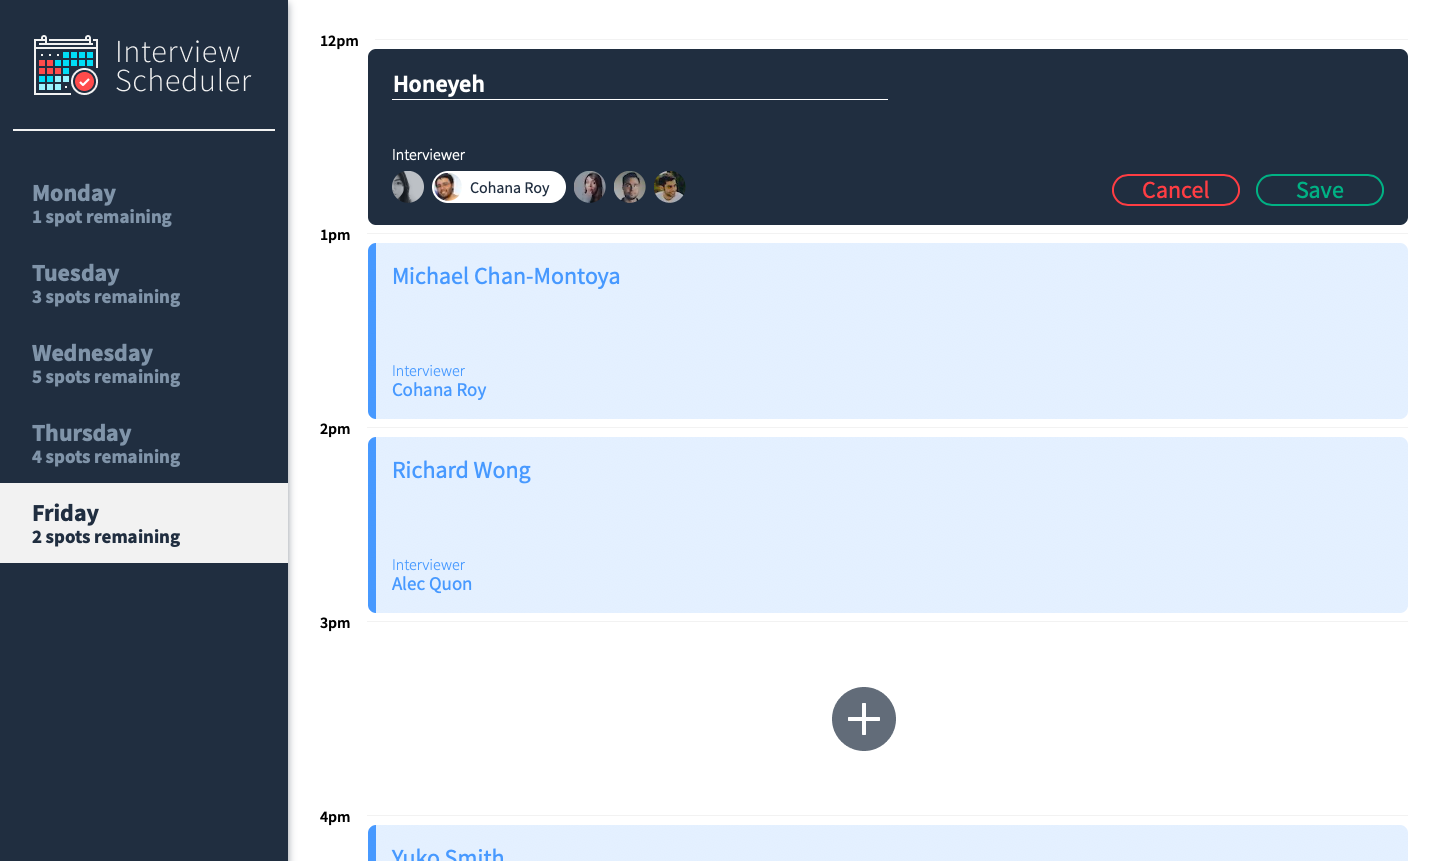 Interview
Scheduler
Monday
1 spot remaining
Tuesday
3 spots remaining
Wednesday
5 spots remaining
Thursday
4 spots remaining
Friday
2 spots remaining
12pm
Honeyeh
Interviewer
Cohana Roy
Cancel
Save
1pm
Michael Chan-Montoya
Interviewer
Cohana Roy
2pm
Richard Wong
Interviewer
Alec Quon
3pm
4pm
Yuko Smith